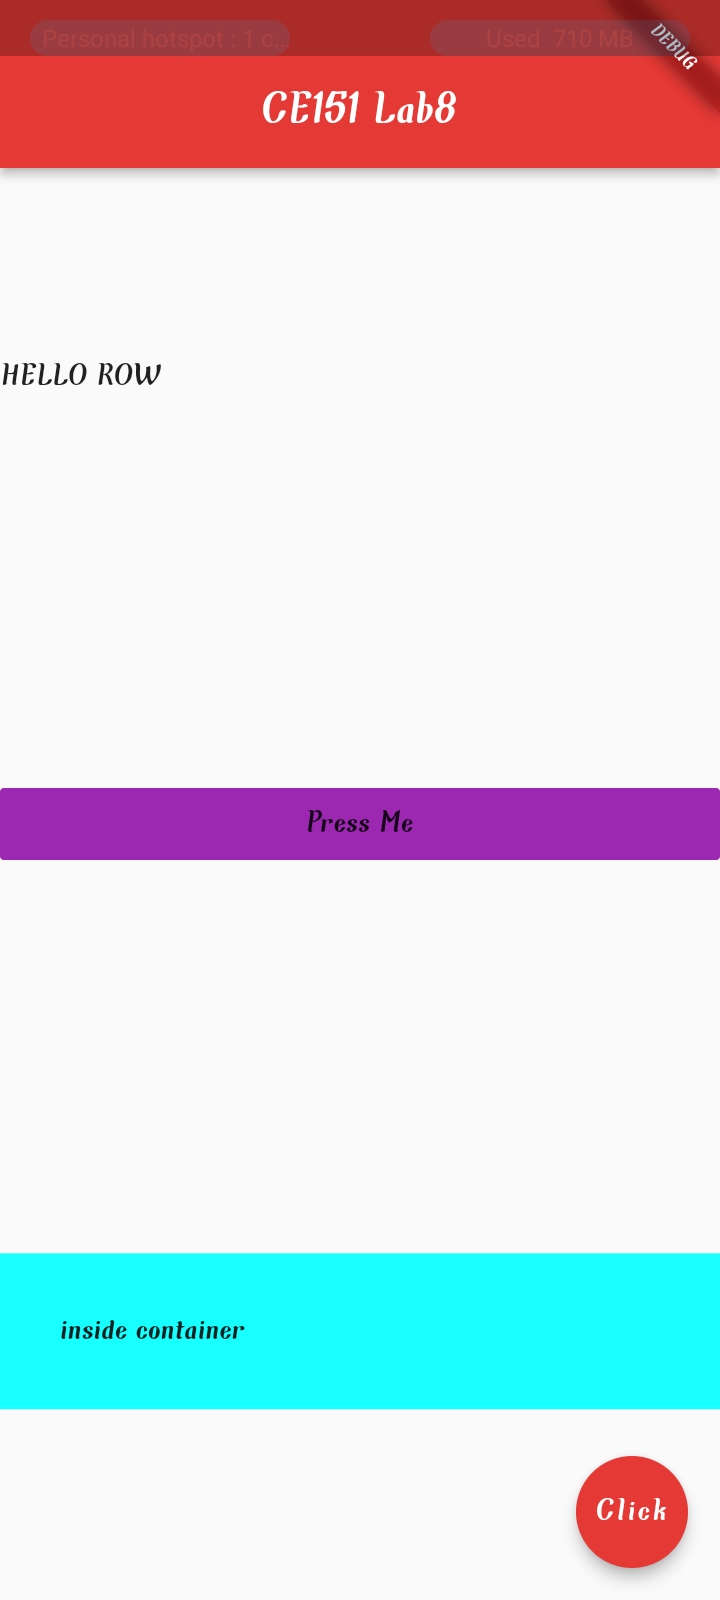 Personal hotspot : 1 c...
Used 710 MB
DEBUG
CE151 Lab8
HELLO ROW
Press Me
inside container
Click